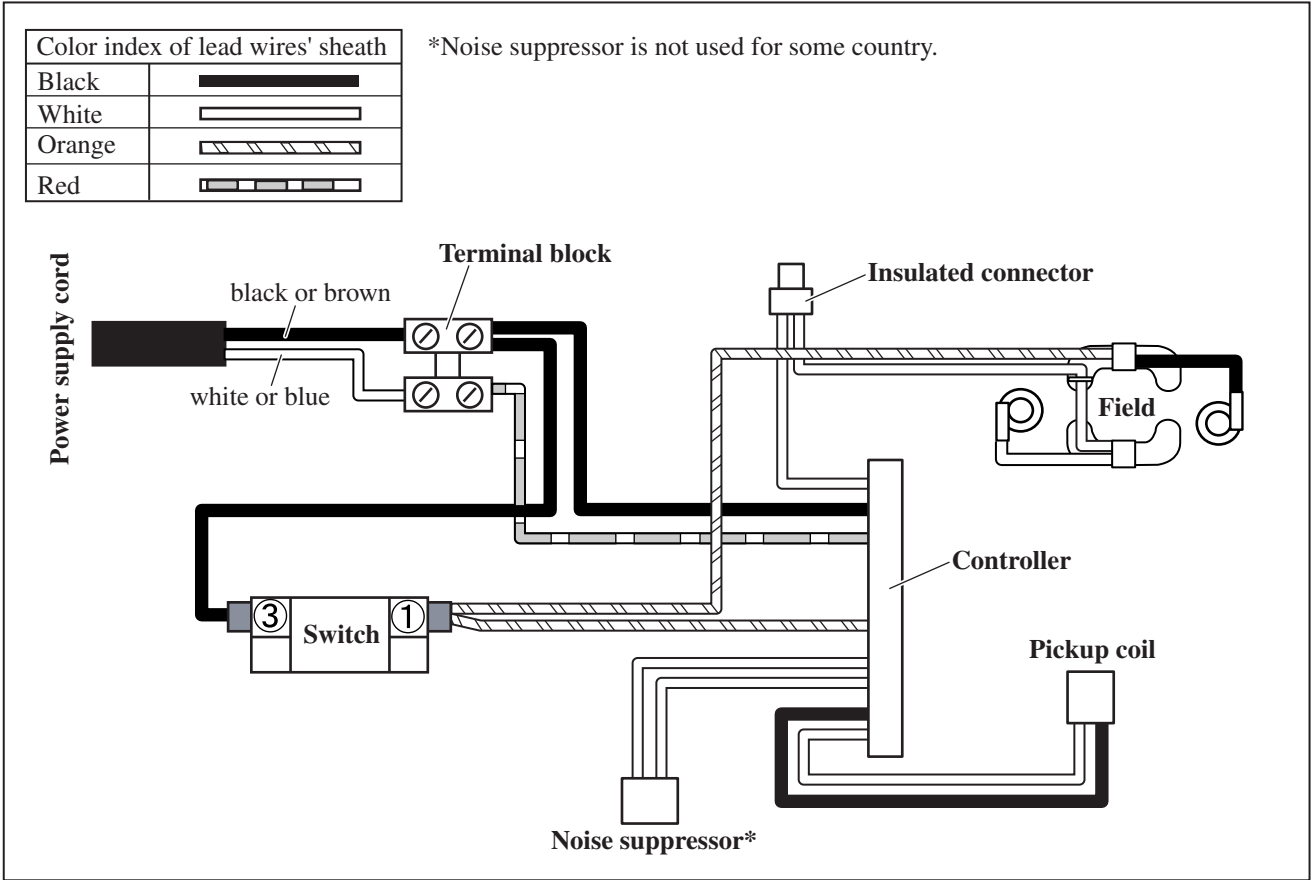 Color index of lead wires' sheath
*Noise suppressor is not used for some country.
Black
White
Orange
Red
Power supply cord
Terminal block
black or brown
white or blue
Insulated connector
Field
Controller
3
Switch
1
Pickup coil
Noise suppressor*